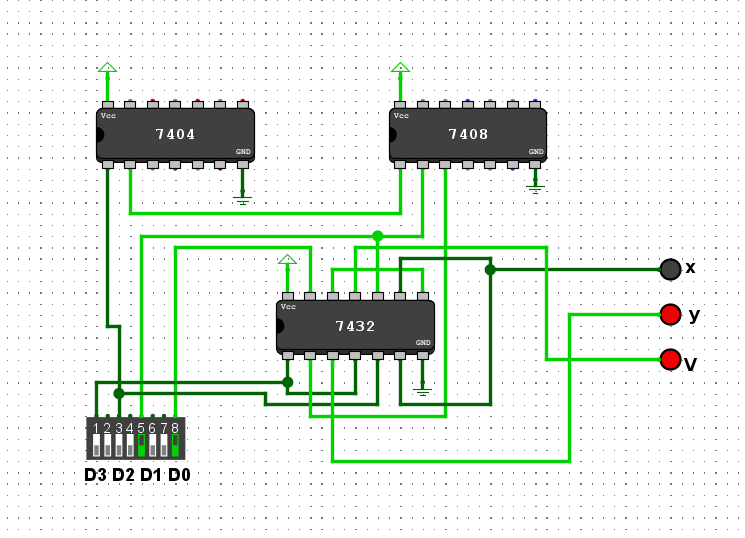 Vcc
7404
GND
Vcc
7408
GND
Vcc
7432
GND
x
y
V
1 2 3 4 5 6 7 8
D3 D2 D1 D0